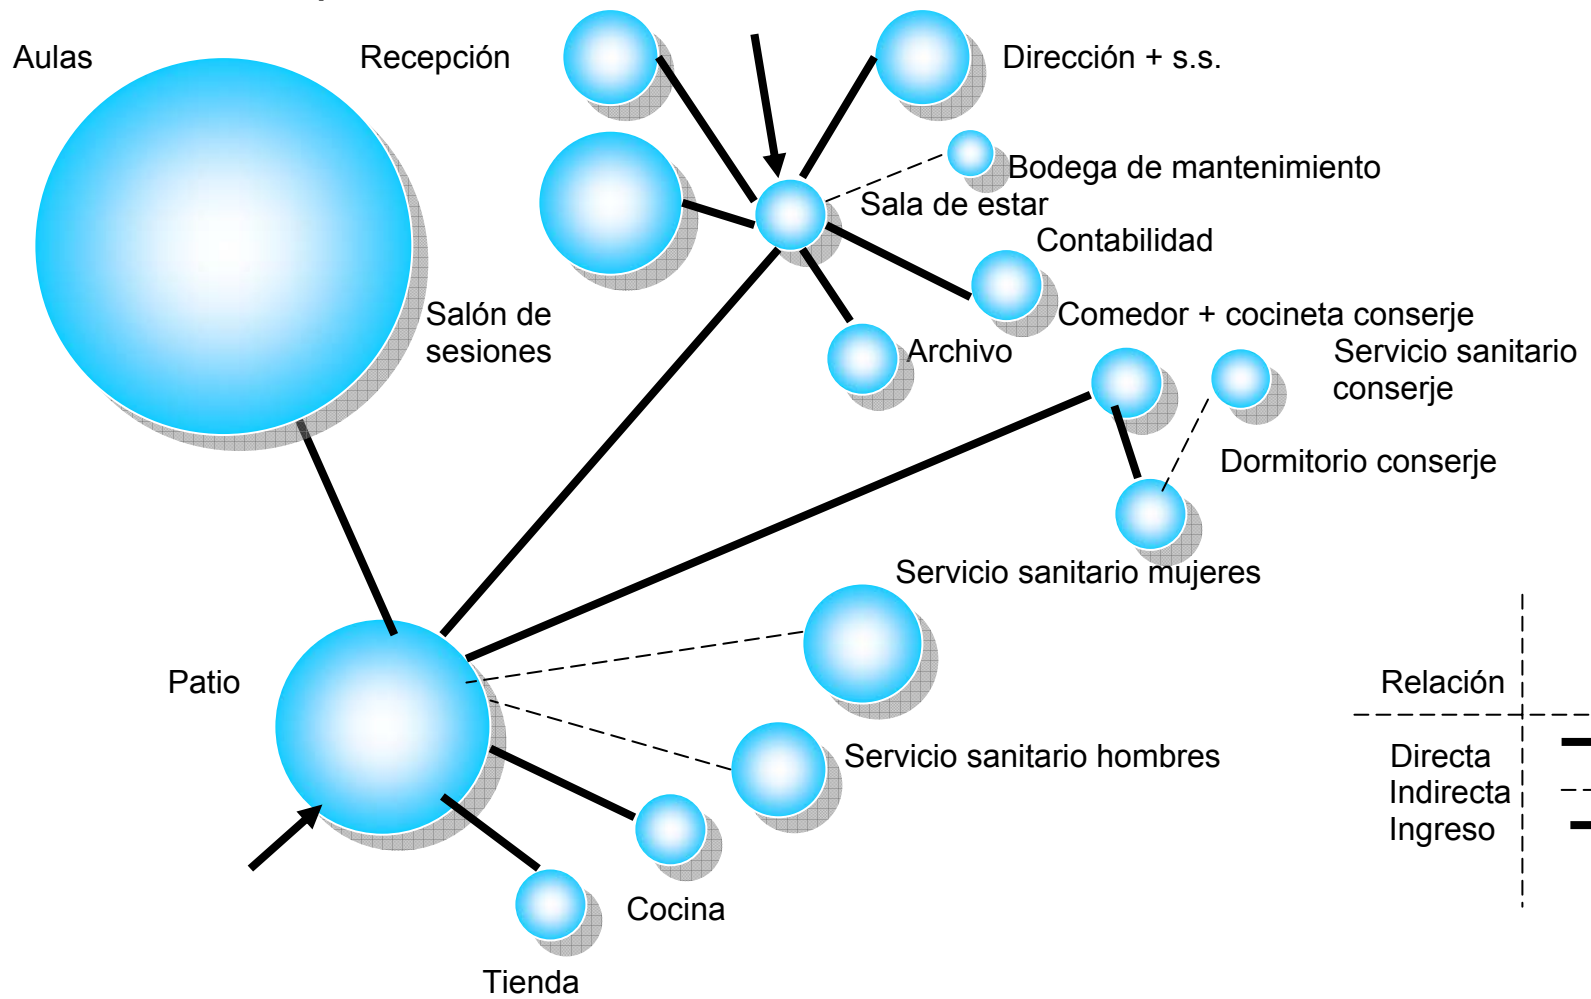 Aulas
Recepción
Dirección + s.s.
Bodega de mantenimiento
Sala de estar
Contabilidad
Salón de
sesiones
Comedor + cocineta conserje
Archivo
Servicio sanitario
conserje
Dormitorio conserje
Servicio sanitario mujeres
Patio
Relación
Servicio sanitario hombres
Directa
Indirecta
Ingreso
Cocina
Tienda